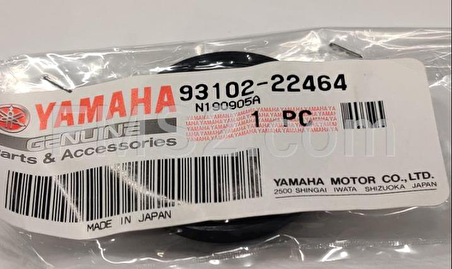 YAMAHA 93102-22464
N190905A
GENUINE
Parts & Accessories
1 PC
MADE IN JAPAN
YAMAHA MOTOR CO.,LTD.
2500 SHINGAI IWATA SHIZUOKA JAPAN